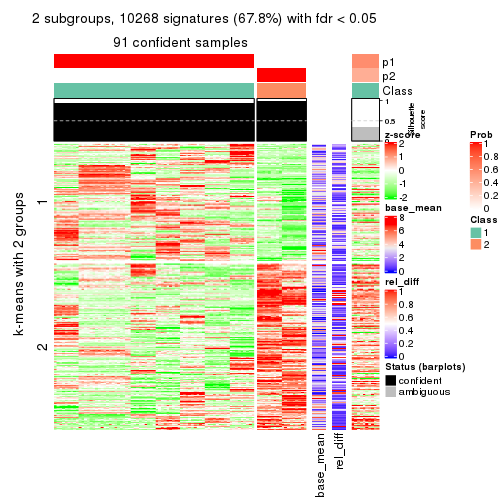 2 subgroups, 10268 signatures (67.8%) with fdr < 0.05
91 confident samples
p1
p2
Class
1
0.5
0
Silhouette
score
k-means with 2 groups
1
2
base_mean
rel_diff
z-score
2
1
0
-1
-2
base_mean
8
6
4
2
0
rel_diff
1
0.8
0.6
0.4
0.2
0
Status (barplots)
confident
ambiguous
Prob
1
0.8
0.6
0.4
0.2
0
Class
1
2